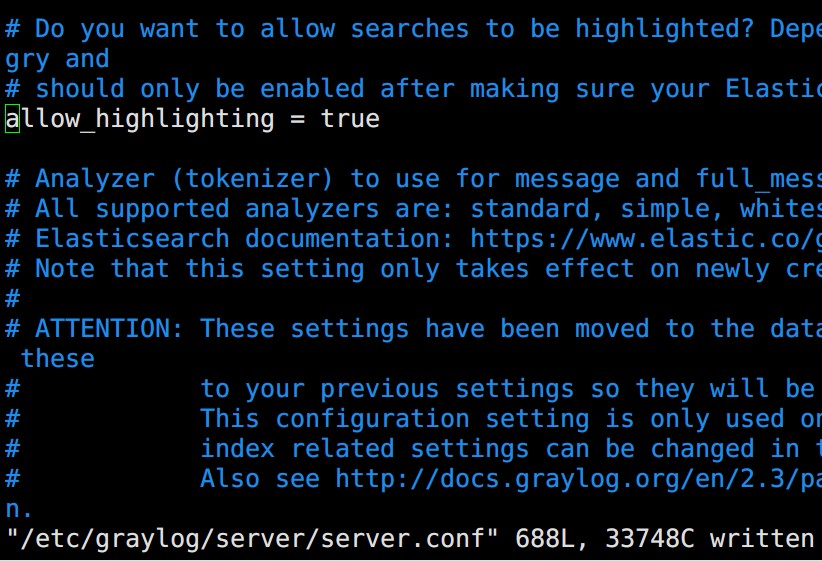 # Do you want to allow searches to be highlighted? Depe
gry and
# should only be enabled after making sure your Elastic
allow_highlighting = true
# Analyzer (tokenizer) to use for message and full_mess
# All supported analyzers are: standard, simple, whites
# Elasticsearch documentation: https://www.elastic.co/g
# Note that this setting only takes effect on newly cre
#
# ATTENTION: These settings have been moved to the data
these
# to your previous settings so they will be
# This configuration setting is only used on
# index related settings can be changed in t
# Also see http://docs.graylog.org/en/2.3/pa
n.
"/etc/graylog/server/server.conf" 688L, 33748C written